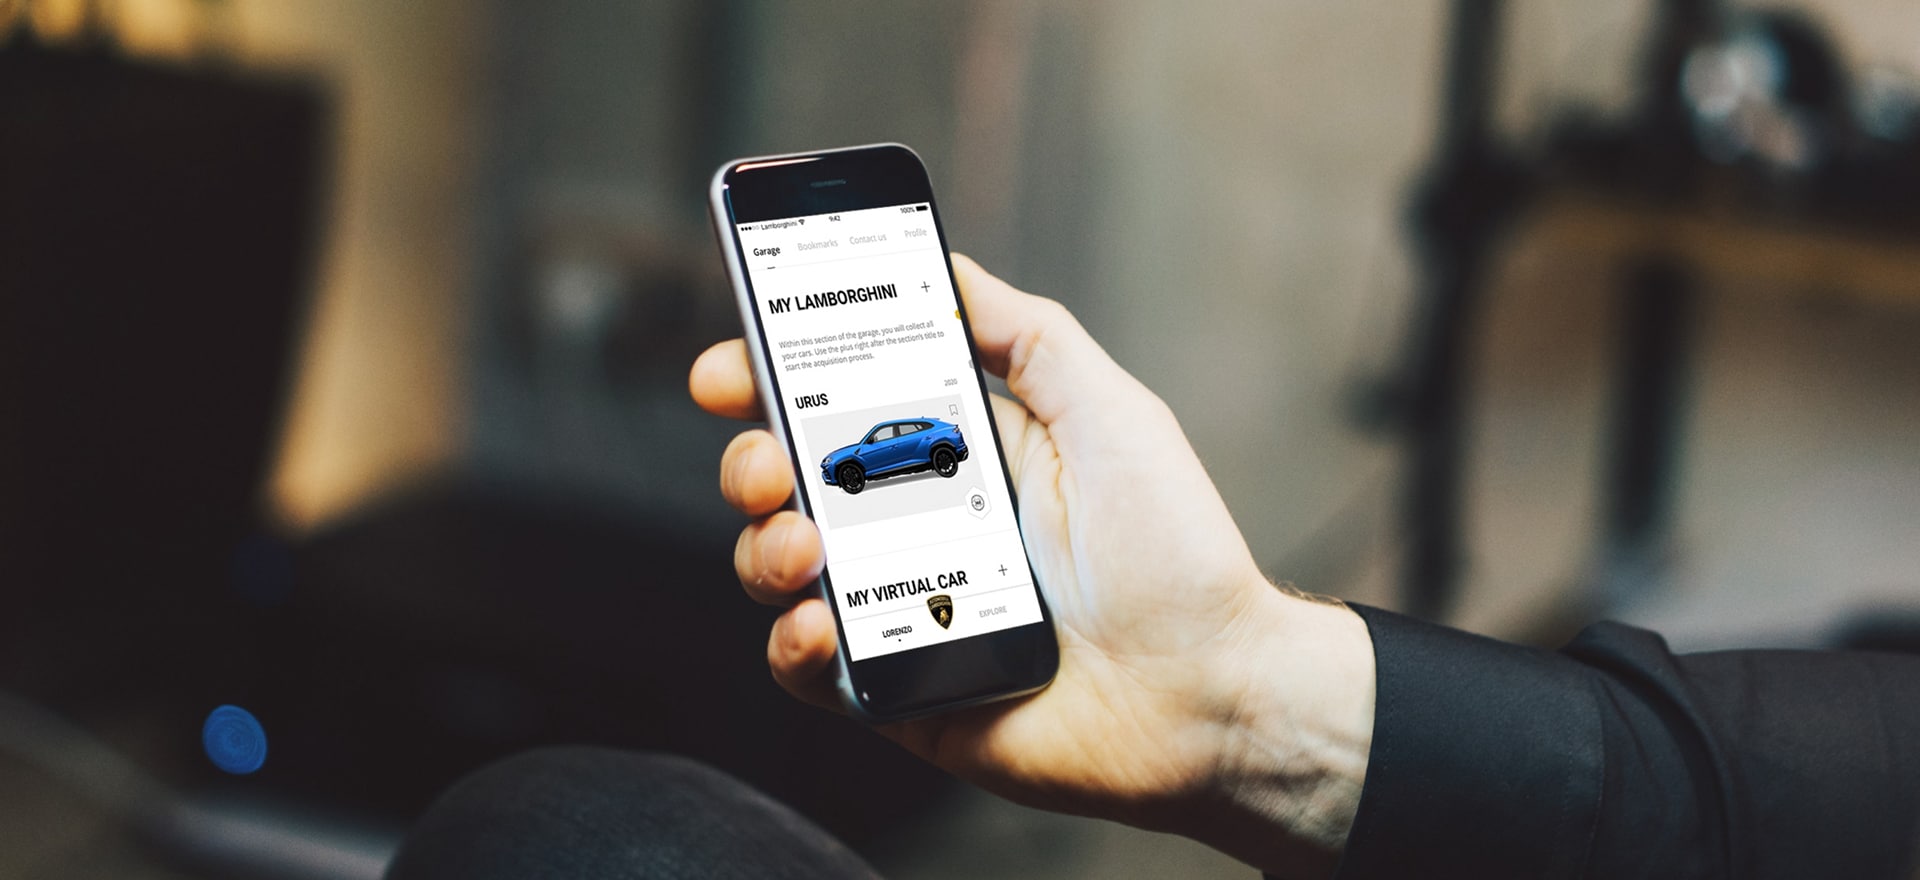 Lamborghini 9:42 100%
Garage Bookmarks Contact us Profile
MY LAMBORGHINI +
Within this section of the garage, you will collect all
your cars. Use the plus right after the section's title to
start the acquisition process.
2020
URUS
MY VIRTUAL CAR +
LORENZO EXPLORE